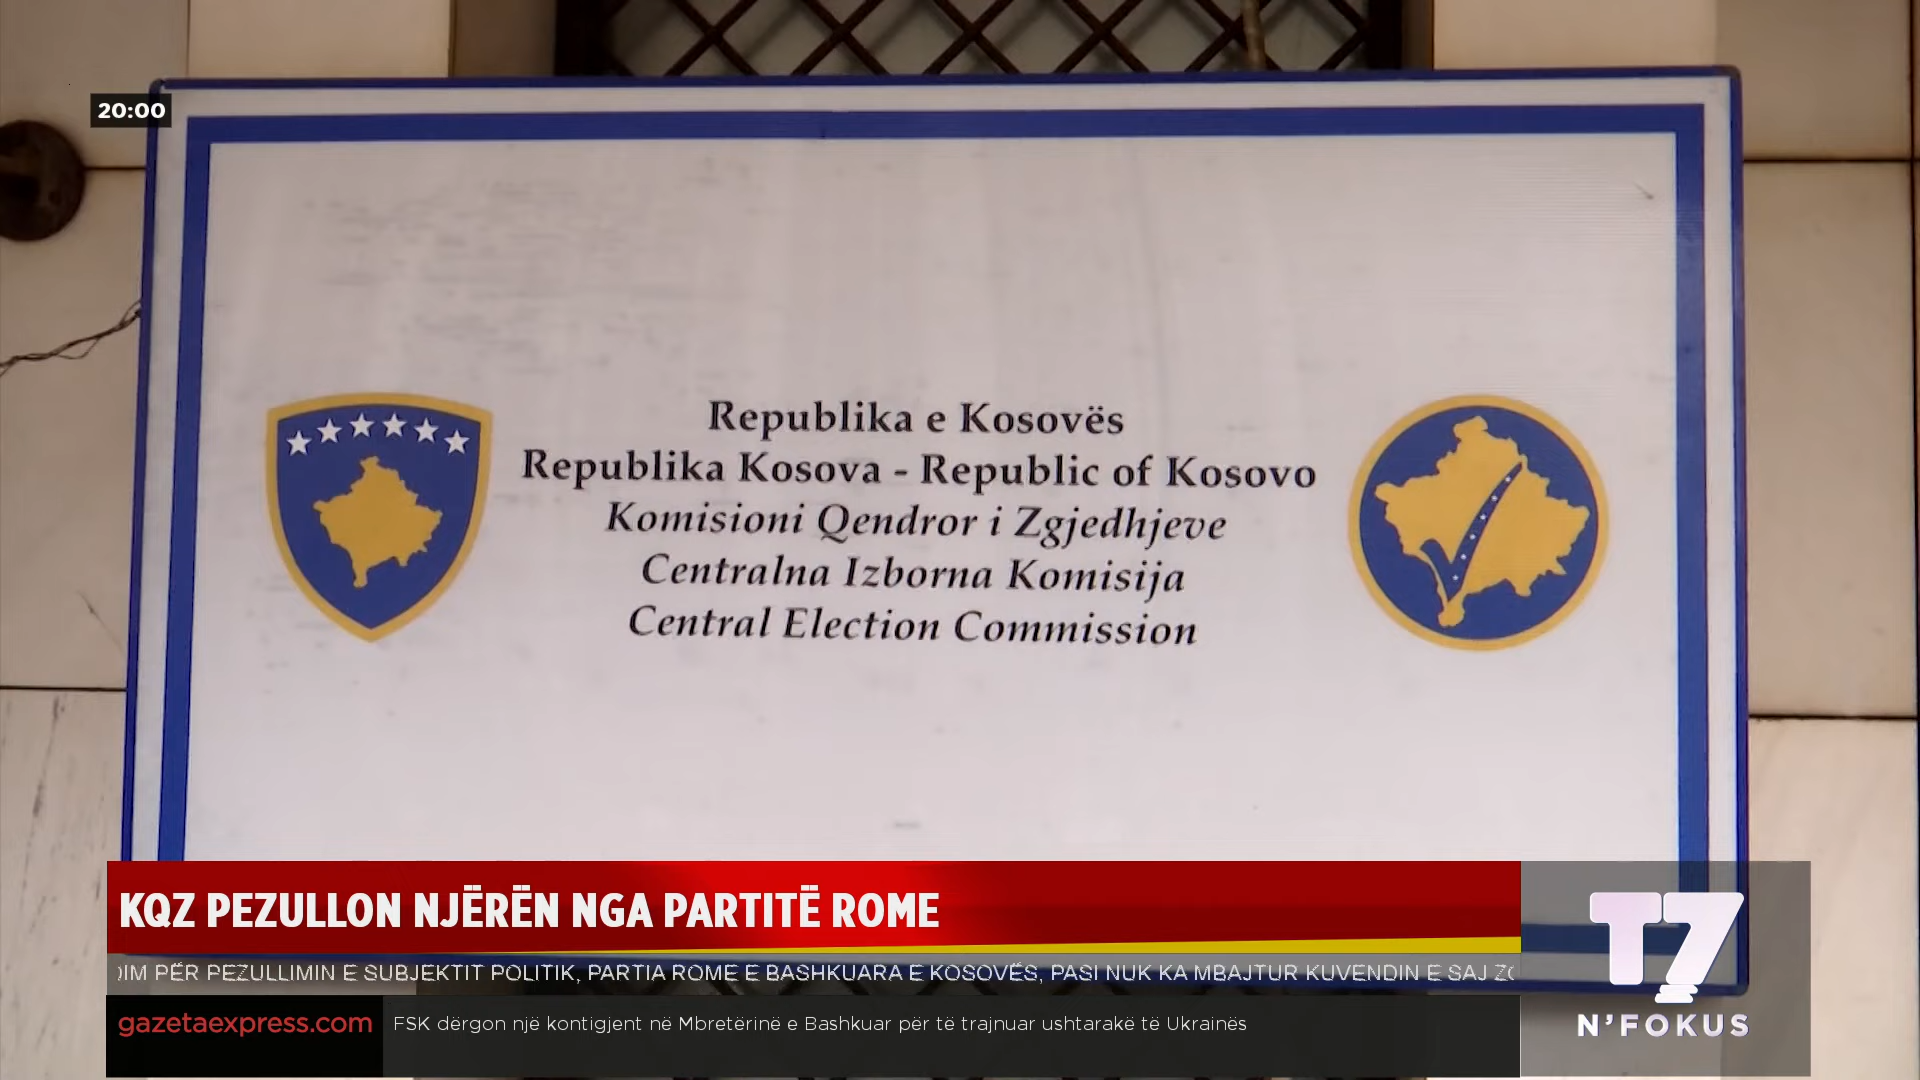 20:00
Republika e Kosovës
Republika Kosova - Republic of Kosovo
Komisioni Qendror i Zgjedhjeve
Centralna Izborna Komisija
Central Election Commission
KQZ PEZULLON NJËRËN NGA PARTITË ROME
PËR PEZULLIMIN E SUBJEKTIT POLITIK, PARTIA ROME E BASHKUARA E KOSOVËS, PASI NUK KA MBAJTUR KUVENDIN E SAJ
gazetaexpress.com
FSK dërgon një kontigjent në Mbretërinë e Bashkuar për të trajnuar ushtarakë të Ukrainës
T7
N'FOKUS